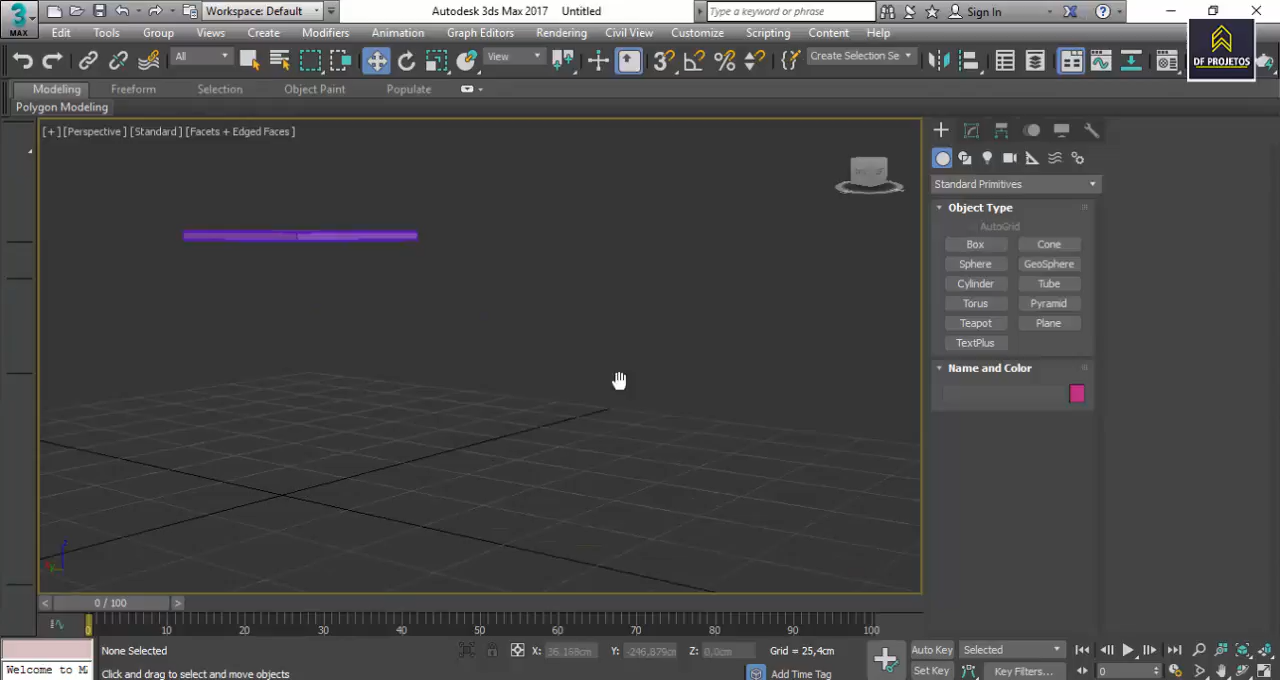 Workspace: Default
Autodesk 3ds Max 2017 Untitled
Type a keyword or phrase
Sign In
MAX
Edit Tools Group Views Create Modifiers Animation Graph Editors Rendering Civil View Customize Scripting Content Help
All
View
Create Selection Se
DF PROJETOS
Modeling Freeform Selection Object Paint Populate
Polygon Modeling
[+] [Perspective] [Standard] [Facets + Edged Faces]
Standard Primitives
Object Type
AutoGrid
Box Cone
Sphere GeoSphere
Cylinder Tube
Torus Pyramid
Teapot Plane
TextPlus
Name and Color
< 0 / 100 >
0 10 20 30 40 50 60 70 80 90 100
None Selected
X: 36,168cm Y: -246,879cm Z: 0,0cm
Grid = 25,4cm
Auto Key
Selected
Welcome to M
Click and drag to select and move objects
Add Time Tag
Set Key
Key Filters...
0